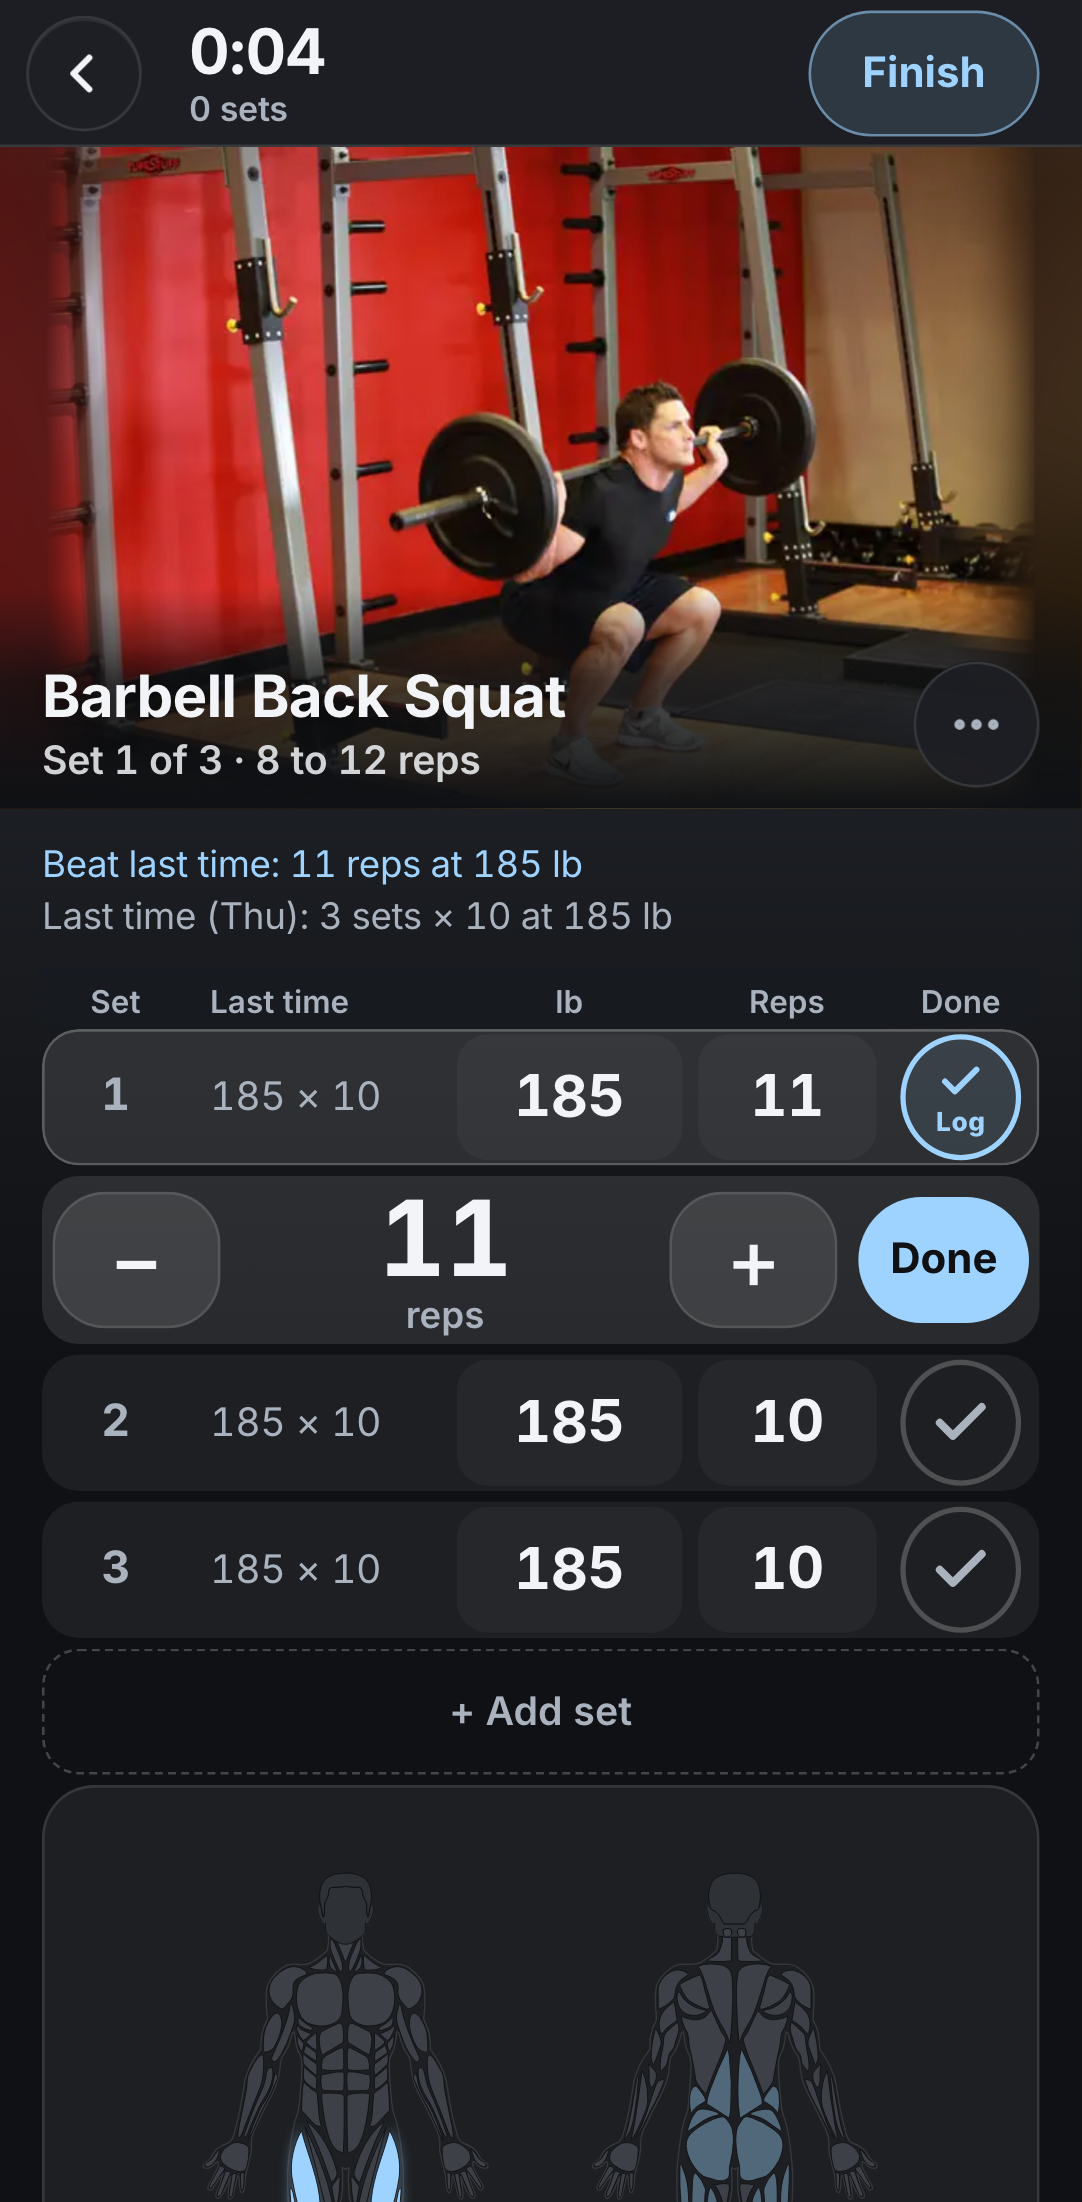 0:04
0 sets
Finish
TUFFSTUFF
TUFFSTUFF
Barbell Back Squat
Set 1 of 3 · 8 to 12 reps
Beat last time: 11 reps at 185 lb
Last time (Thu): 3 sets × 10 at 185 lb
Set Last time lb Reps Done
1 185 × 10 185 11 Log
− 11 + Done
reps
2 185 × 10 185 10
3 185 × 10 185 10
+ Add set